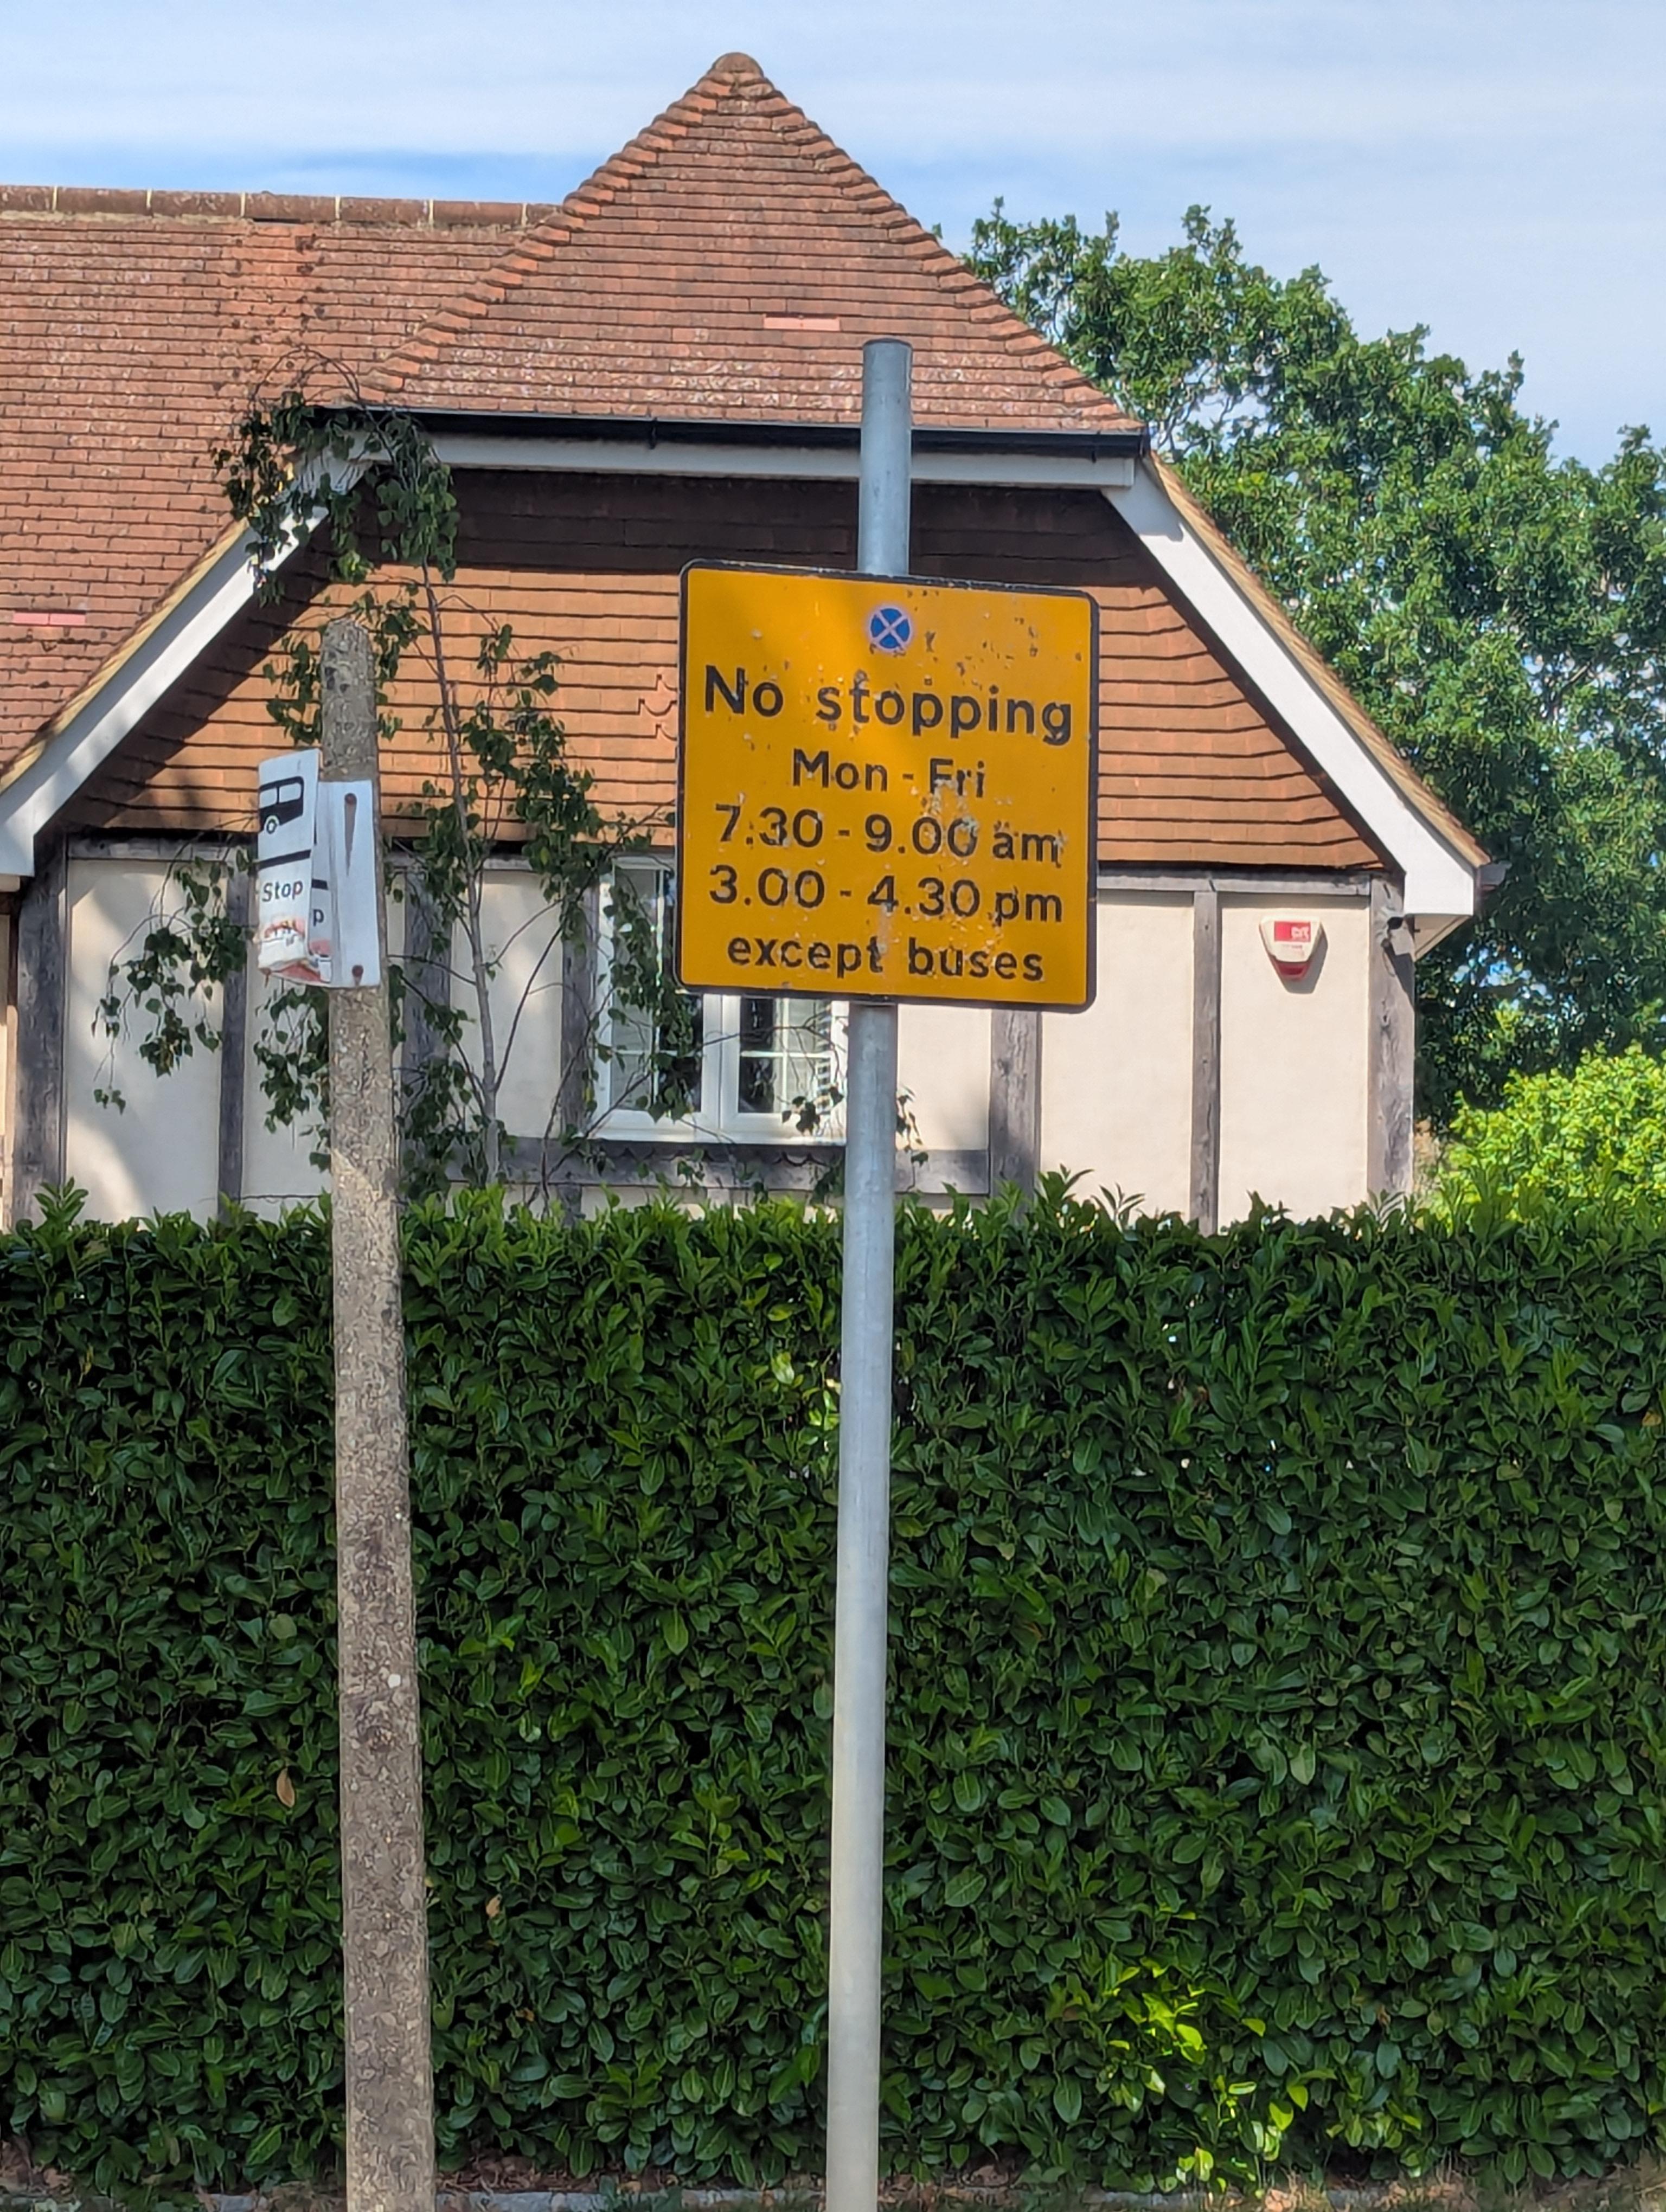 No stopping
Mon - Fri
7.30 - 9.00 am
3.00 - 4.30 pm
except buses
Stop
p